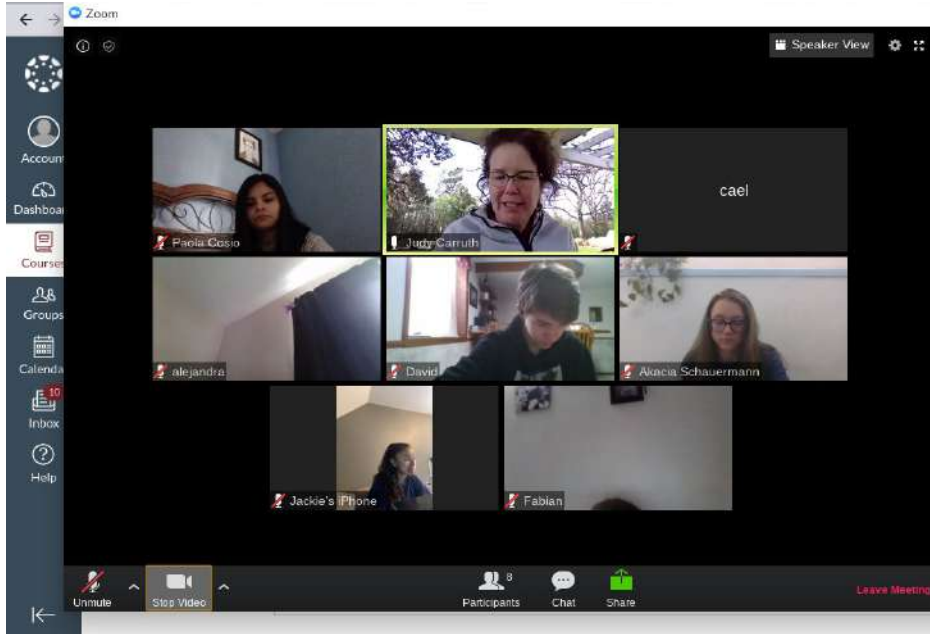 Zoom
Speaker View
Account
Dashboa
Courses
Groups
Calenda
10
Inbox
Help
Paola Cosio
Judy Carruth
cael
alejandra
David
Akacia Schauermann
Jackie's iPhone
Fabian
Unmute
Stop Video
8
Participants
Chat
Share
Leave Meeting